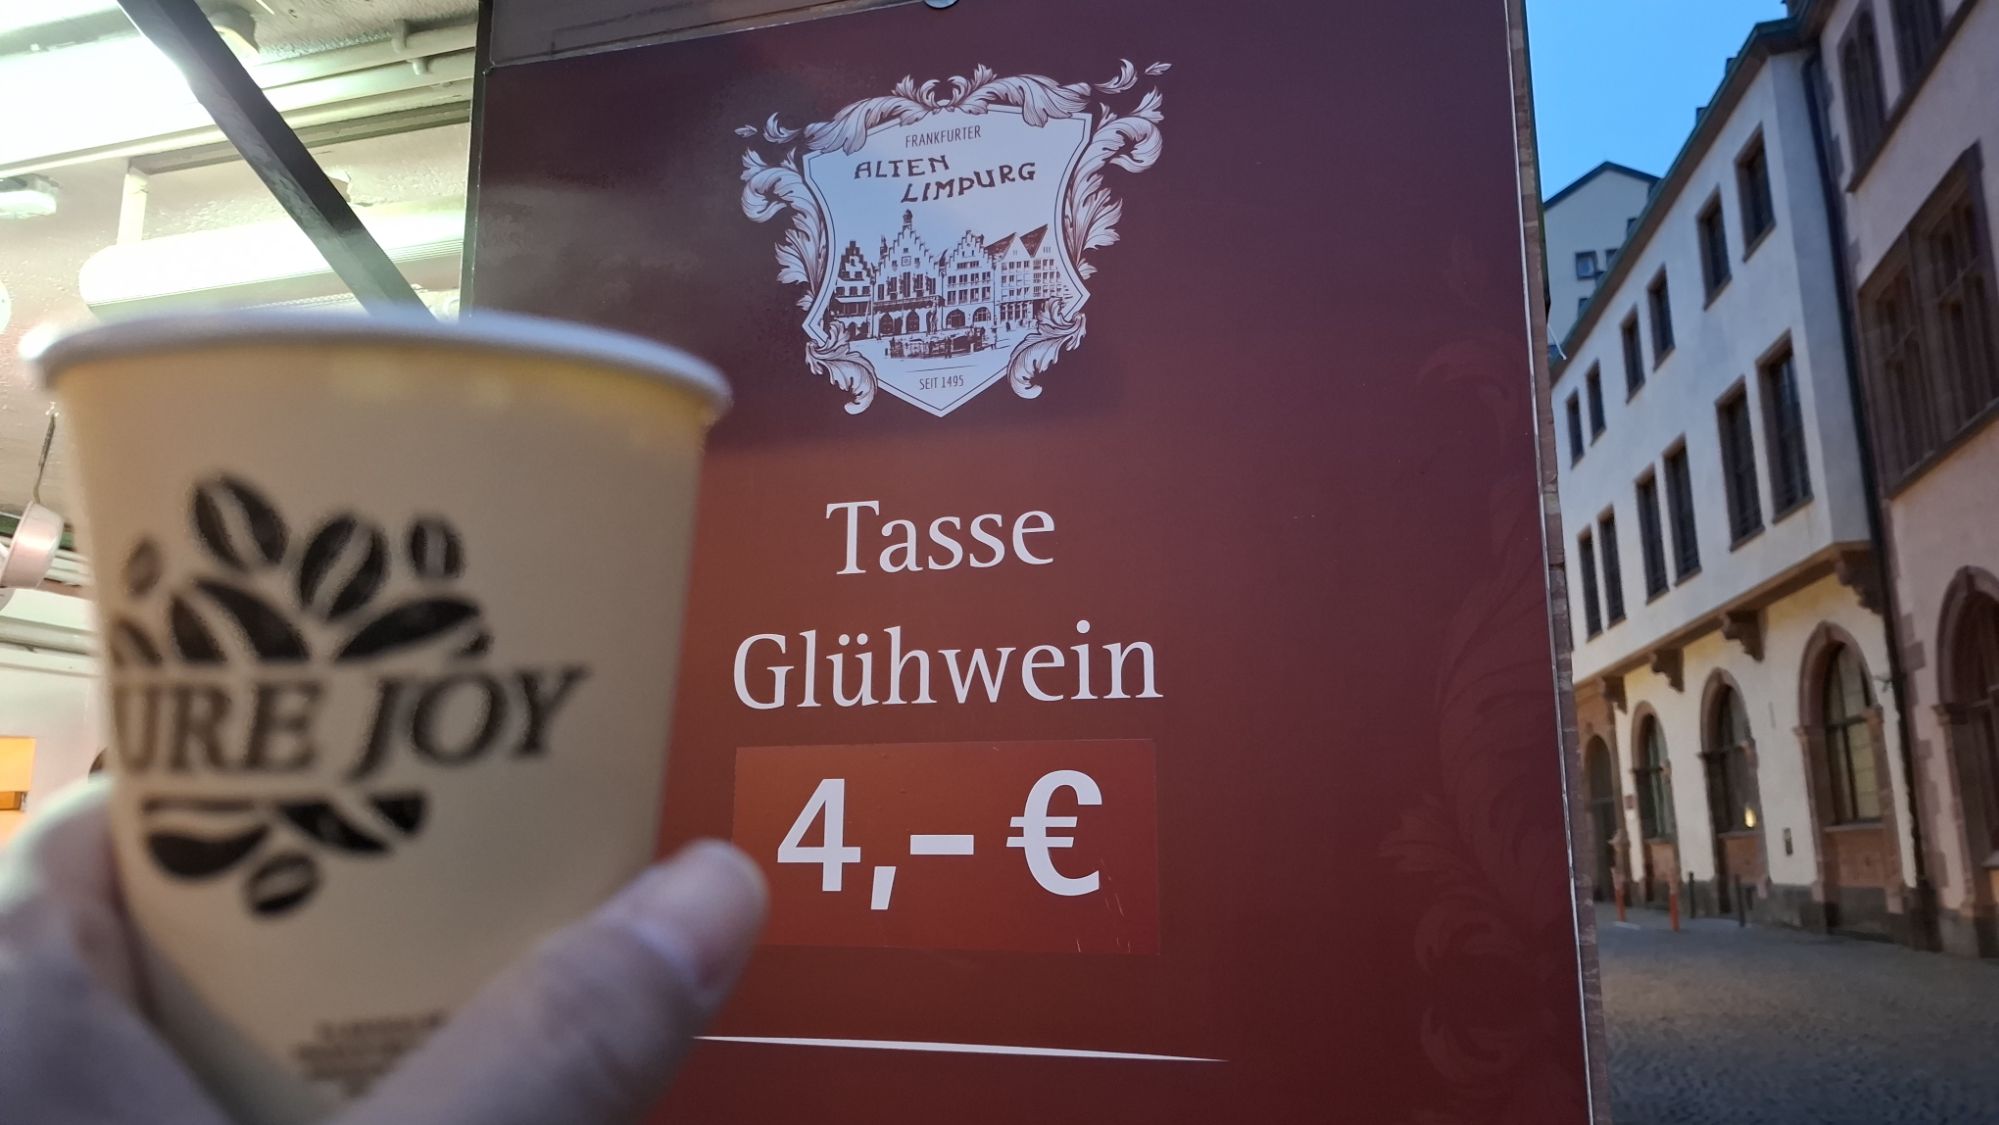 FRANKFURTER
ALTEN
LIMPURG
SEIT 1495
Tasse
Glühwein
4,- €
URE JOY